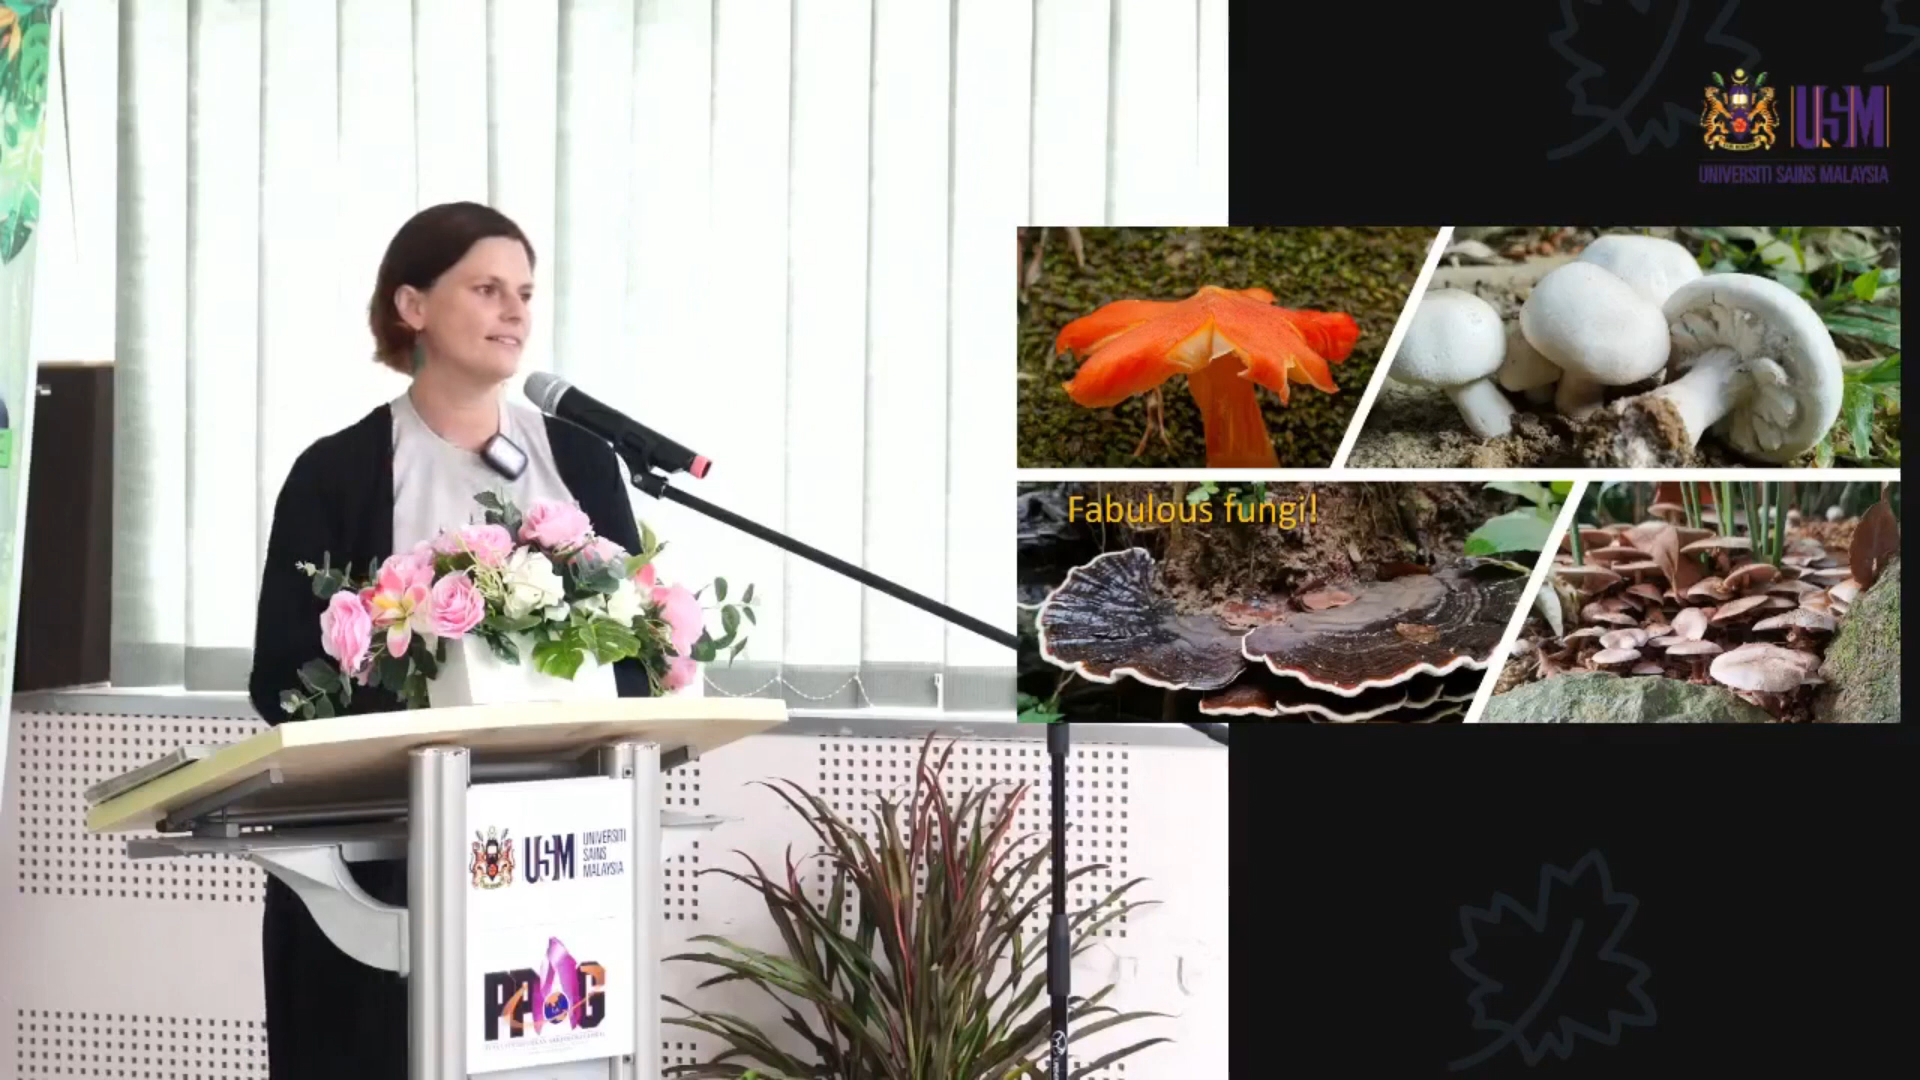 USM
UNIVERSITI SAINS MALAYSIA
Fabulous fungi!
USM
UNIVERSITI
SAINS
MALAYSIA
PPAG